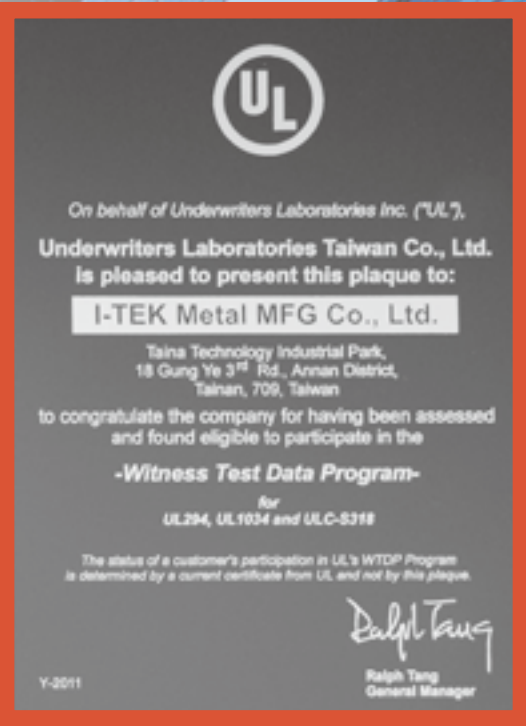 UL
On behalf of Underwriters Laboratories Inc. ("UL"),
Underwriters Laboratories Taiwan Co., Ltd.
is pleased to present this plaque to:
I-TEK Metal MFG Co., Ltd.
Taina Technology Industrial Park,
18 Gung Ye 3rd Rd., Annan District,
Tainan, 709, Taiwan
to congratulate the company for having been assessed
and found eligible to participate in the
-Witness Test Data Program-
for
UL294, UL1034 and ULC-S318
The status of a customer's participation in UL's WTDP Program
is determined by a current certificate from UL and not by this plaque.
Ralph Tang
Ralph Tang
General Manager
Y-2011